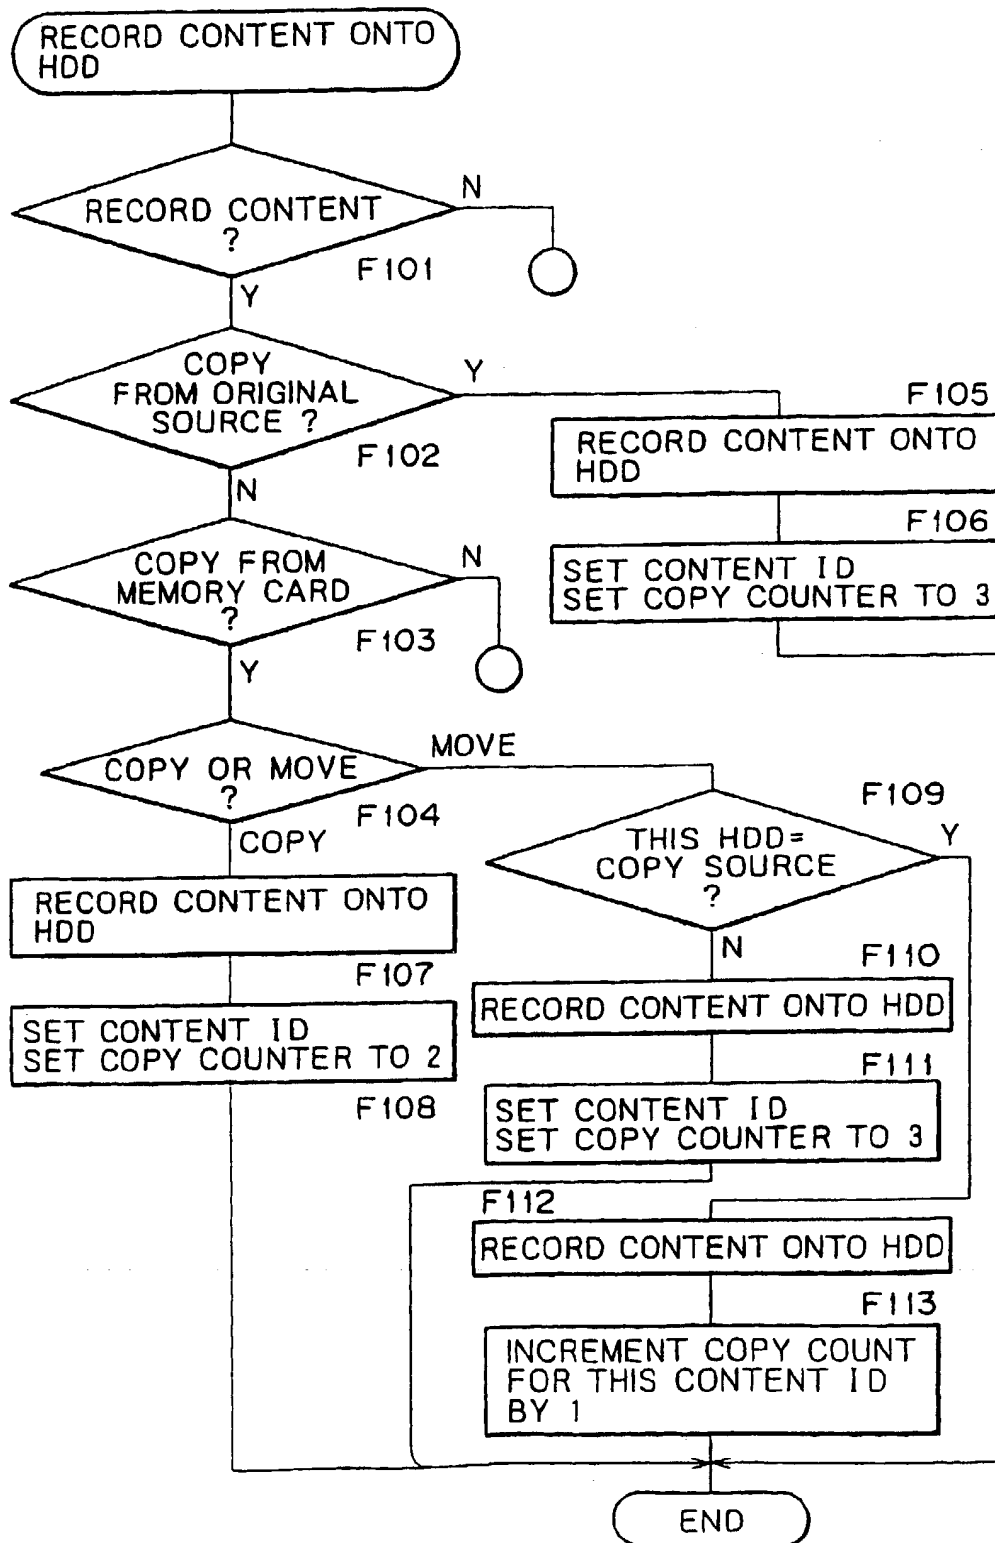 RECORD CONTENT ONTO
HDD
RECORD CONTENT
?
N
F101
Y
COPY
FROM ORIGINAL
SOURCE ?
Y
F102
N
F105
RECORD CONTENT ONTO
HDD
F106
SET CONTENT ID
SET COPY COUNTER TO 3
COPY FROM
MEMORY CARD
?
N
F103
Y
COPY OR MOVE
?
MOVE
F104
COPY
F109
THIS HDD=
COPY SOURCE
?
Y
N
RECORD CONTENT ONTO
HDD
F107
SET CONTENT ID
SET COPY COUNTER TO 2
F108
F110
RECORD CONTENT ONTO HDD
F111
SET CONTENT ID
SET COPY COUNTER TO 3
F112
RECORD CONTENT ONTO HDD
F113
INCREMENT COPY COUNT
FOR THIS CONTENT ID
BY 1
END